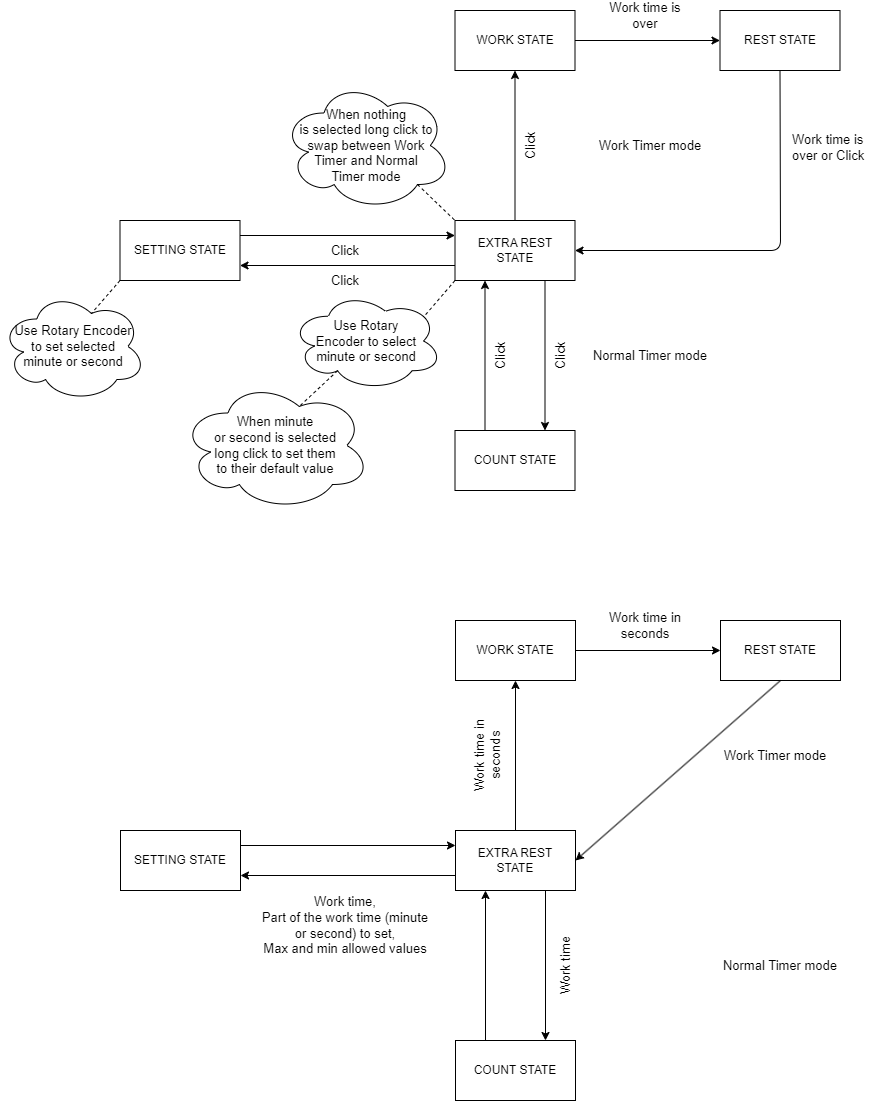 Work time is
over
WORK STATE
REST STATE
When nothing
is selected long click to
swap between Work
Timer and Normal
Timer mode
Click
Work Timer mode
Work time is
over or Click
SETTING STATE
Click
Click
EXTRA REST
STATE
Use Rotary Encoder
to set selected
minute or second
Use Rotary
Encoder to select
minute or second
Click
Click
Normal Timer mode
When minute
or second is selected
long click to set them
to their default value
COUNT STATE
Work time in
seconds
WORK STATE
REST STATE
Work time in
seconds
Work Timer mode
SETTING STATE
EXTRA REST
STATE
Work time,
Part of the work time (minute
or second) to set,
Max and min allowed values
Work time
Normal Timer mode
COUNT STATE